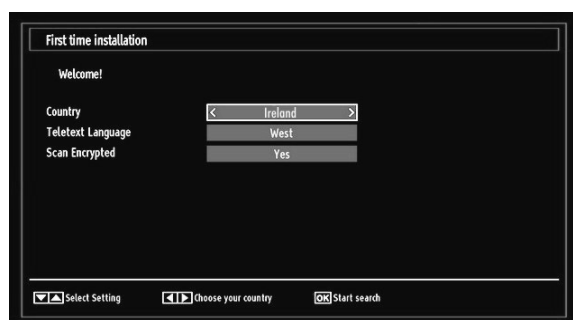 First time installation
Welcome!
Country < Ireland >
Teletext Language West
Scan Encrypted Yes
Select Setting Choose your country OK Start search